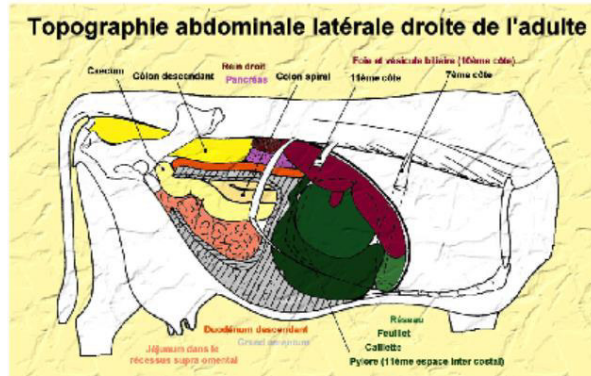 Topographie abdominale latérale droite de l'adulte
Rein droit
Foie et vésicule biliaire (10ème côte)
Caecum
Côlon descendant
Pancréas
Colon spiral
11ème côte
7ème côte
Réseau
Duodénum descendant
Feuillet
Grand omentum
Caillette
Jéjunum dans le
récessus supra omental
Pylore (11ème espace inter costal)